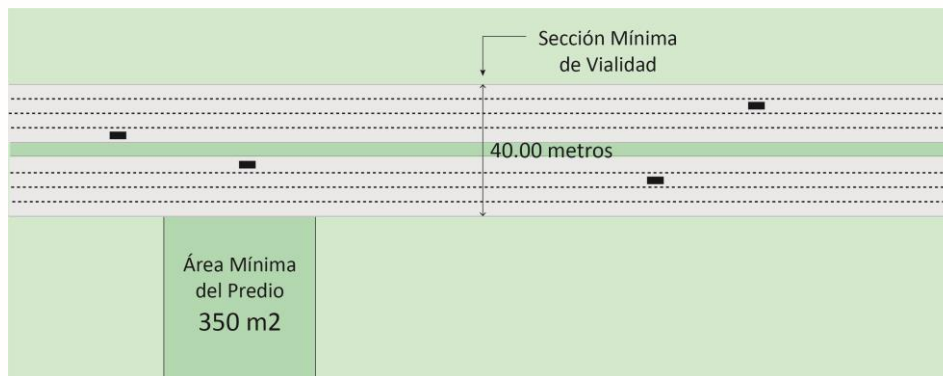 Sección Mínima
de Vialidad
40.00 metros
Área Mínima
del Predio
350 m2